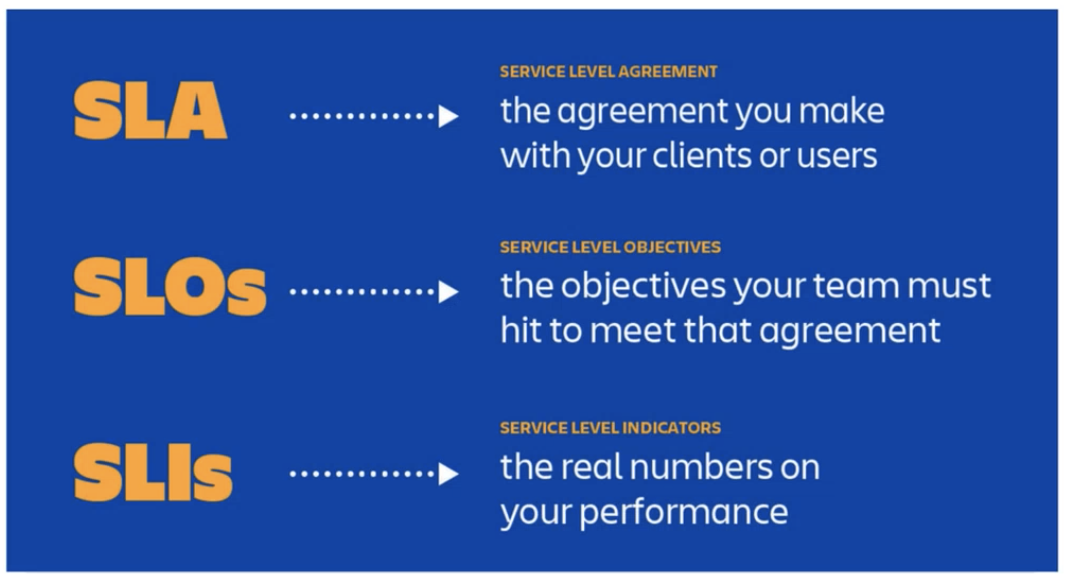 SLA
SERVICE LEVEL AGREEMENT
the agreement you make
with your clients or users
SLOs
SERVICE LEVEL OBJECTIVES
the objectives your team must
hit to meet that agreement
SLIs
SERVICE LEVEL INDICATORS
the real numbers on
your performance